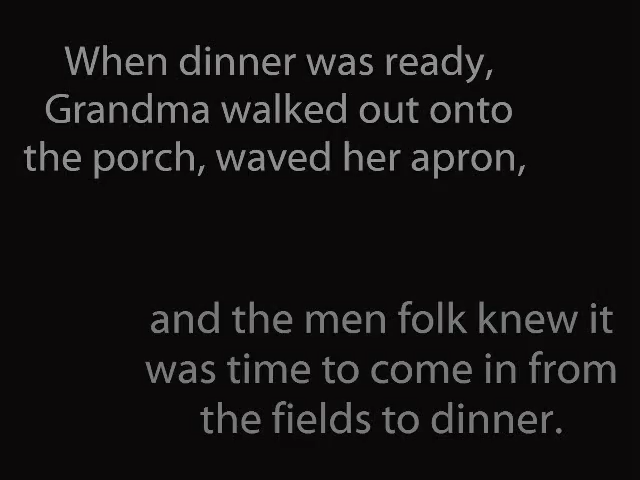 When dinner was ready,
Grandma walked out onto
the porch, waved her apron,
and the men folk knew it
was time to come in from
the fields to dinner.